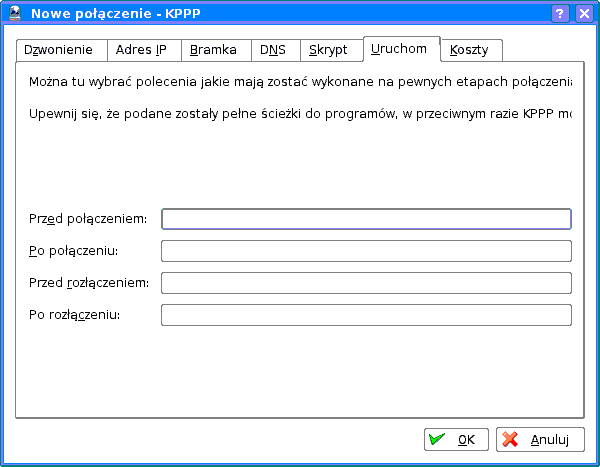 Nowe połączenie - KPPP
Dzwonienie Adres IP Bramka DNS Skrypt Uruchom Koszty
Można tu wybrać polecenia jakie mają zostać wykonane na pewnych etapach
Upewnij się, że podane zostały pełne ścieżki do programów, w przeciwnym razie KPPP
Przed połączeniem:
Po połączeniu:
Przed rozłączeniem:
Po rozłączeniu:
OK Anuluj